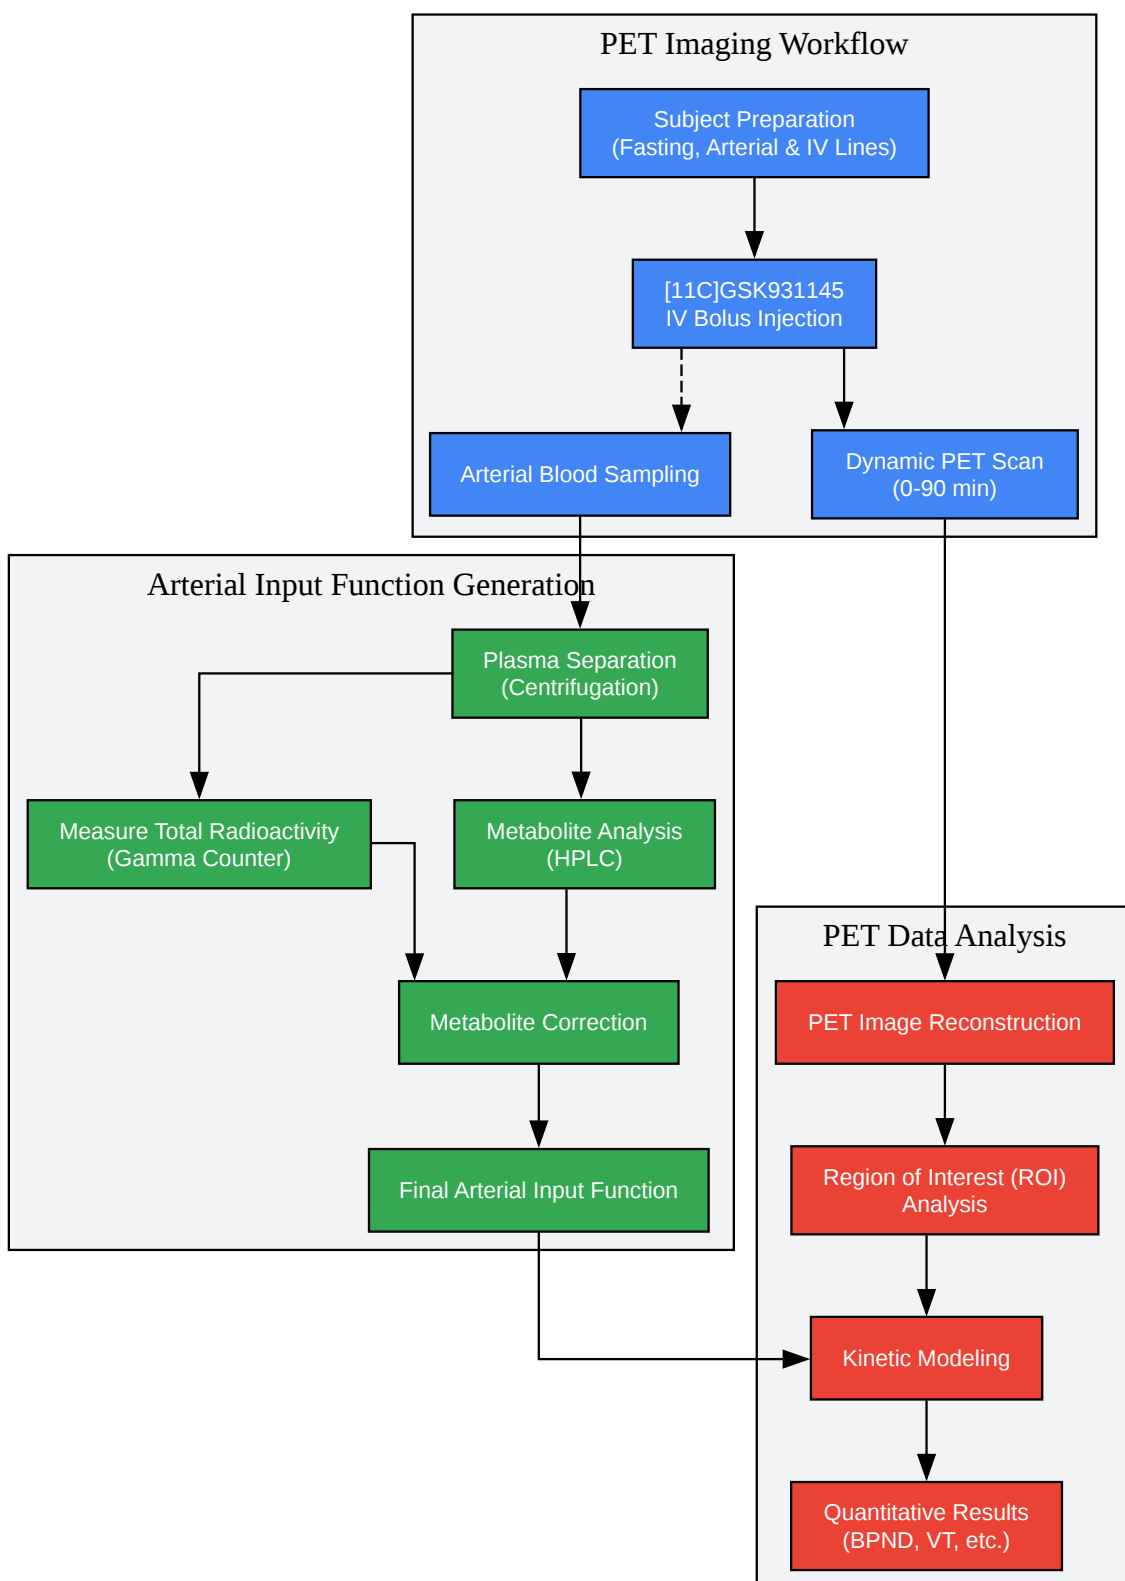 PET Imaging Workflow
Subject Preparation
(Fasting, Arterial & IV Lines)
[11C]GSK931145
IV Bolus Injection
Arterial Blood Sampling
Dynamic PET Scan
(0-90 min)
Arterial Input Function Generation
Plasma Separation
(Centrifugation)
Measure Total Radioactivity
(Gamma Counter)
Metabolite Analysis
(HPLC)
Metabolite Correction
Final Arterial Input Function
PET Data Analysis
PET Image Reconstruction
Region of Interest (ROI)
Analysis
Kinetic Modeling
Quantitative Results
(BPND, VT, etc.)